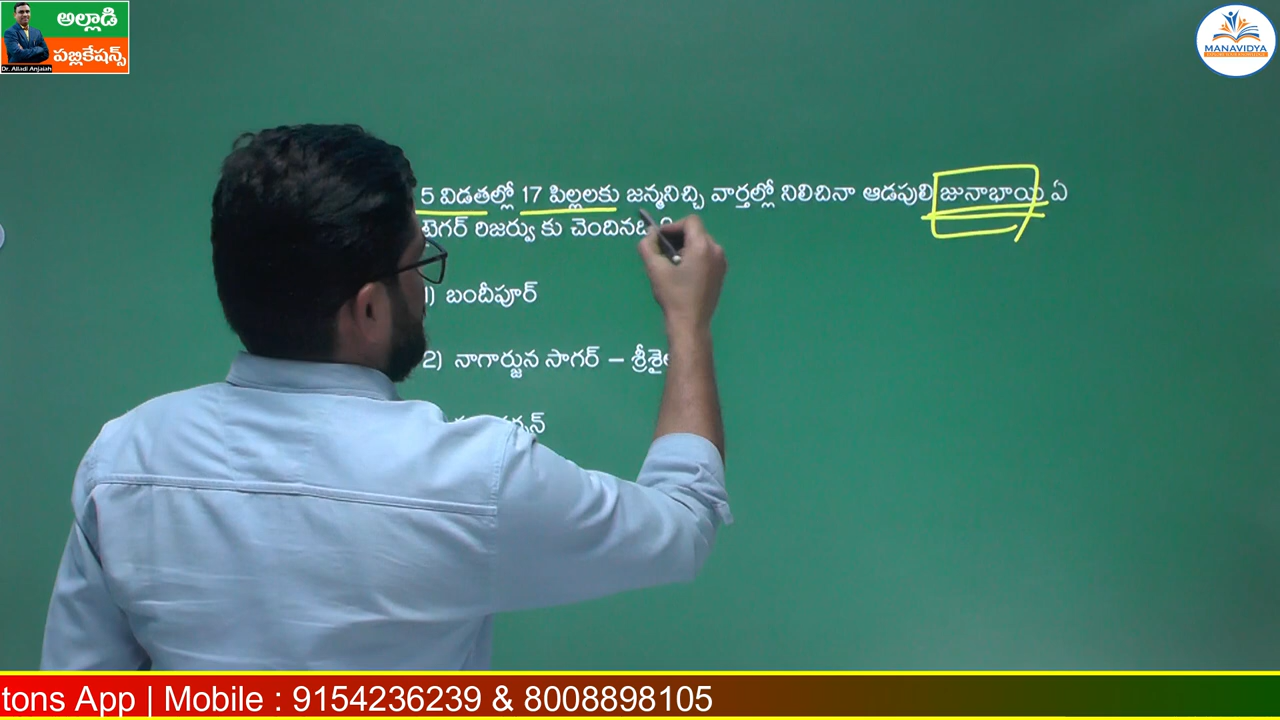 అల్లాడి
పబ్లికేషన్స్
Dr. Alladi Anjaiah
MANAVIDYA
5 విడతల్లో 17 పిల్లలకు జన్మనిచ్చి వార్తల్లో నిలిచినా ఆడపులి జునాభాయి ఏ
టైగర్ రిజర్వు కు
1) బందీపూర్
2) నాగార్జున సాగర్ –
tons App | Mobile : 9154236239 & 8008898105